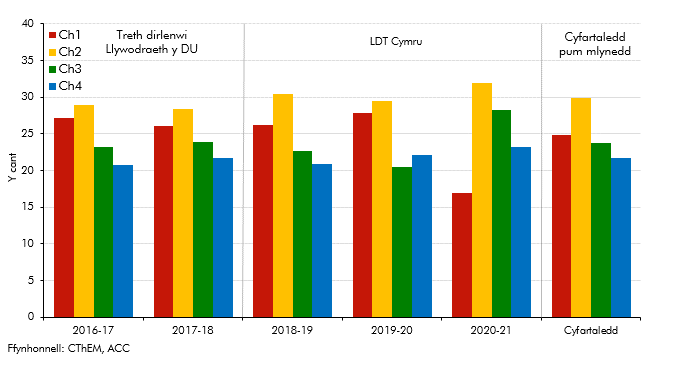 40
35
30
25
20
15
10
5
0
Y cant
Ch1
Ch2
Ch3
Ch4
Treth dirlenwi
Llywodraeth y DU
LDT Cymru
Cyfartaledd
pum mlynedd
2016-17
2017-18
2018-19
2019-20
2020-21
Cyfartaledd
Ffynhonnell: CThEM, ACC